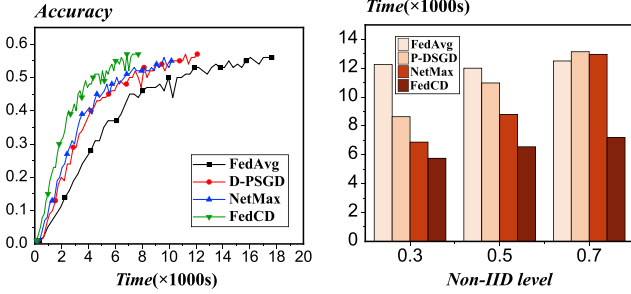 Accuracy
0.6
0.5
0.4
0.3
0.2
0.1
0.0
FedAvg
D-PSGD
NetMax
FedCD
0 2 4 6 8 10 12 14 16 18 20
Time(×1000s)
Time(×1000s)
14
12
10
8
6
4
2
0
FedAvg
P-DSGD
NetMax
FedCD
0.3 0.5 0.7
Non-IID level